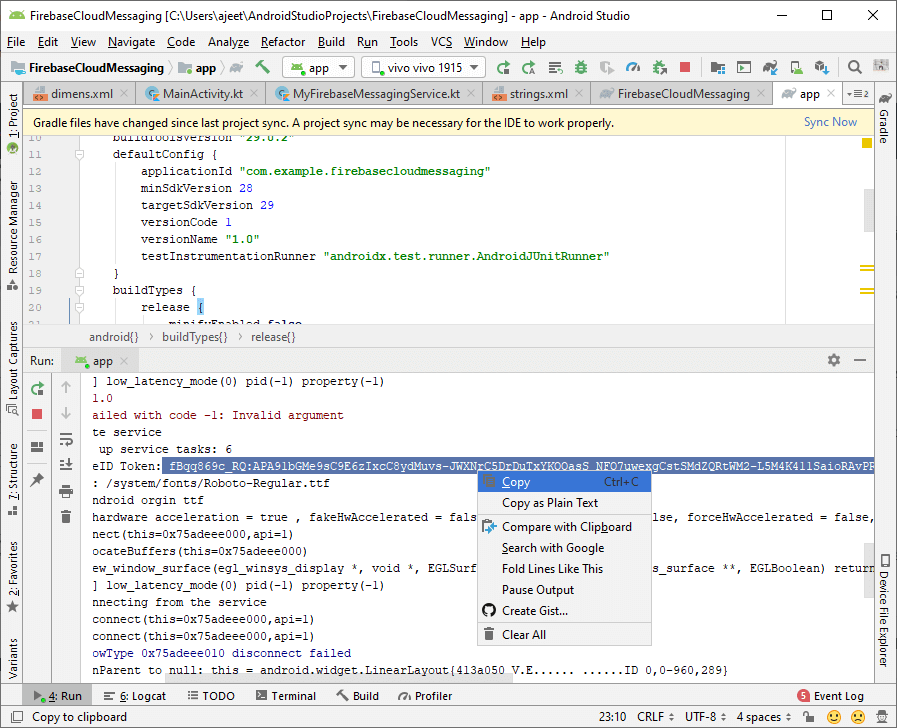 FirebaseCloudMessaging [C:\Users\ajeet\AndroidStudioProjects\FirebaseCloudMessaging] - app - Android Studio
File Edit View Navigate Code Analyze Refactor Build Run Tools VCS Window Help
FirebaseCloudMessaging app app vivo vivo 1915
dimens.xml MainActivity.kt MyFirebaseMessagingService.kt strings.xml FirebaseCloudMessaging app 2
Gradle files have changed since last project sync. A project sync may be necessary for the IDE to work properly. Sync Now
10 buildToolsVersion "29.0.2"
11 defaultConfig {
12 applicationId "com.example.firebasecloudmessaging"
13 minSdkVersion 28
14 targetSdkVersion 29
15 versionCode 1
16 versionName "1.0"
17 testInstrumentationRunner "androidx.test.runner.AndroidJUnitRunner"
18 }
19 buildTypes {
20 release {
21 minifyEnabled false
android{} buildTypes{} release{}
Run: app
] low_latency_mode(0) pid(-1) property(-1)
1.0
ailed with code -1: Invalid argument
te service
up service tasks: 6
eID Token:
: /system/fonts/Roboto-Regular.ttf
ndroid orgin ttf
hardware acceleration = true , fakeHwAccelerated = fals lse, forceHwAccelerated = false,
nect(this=0x75adeee000,api=1)
ocateBuffers(this=0x75adeee000)
ew_window_surface(egl_winsys_display *, void *, EGLSurf s_surface **, EGLBoolean) return
] low_latency_mode(0) pid(-1) property(-1)
nnecting from the service
connect(this=0x75adeee000,api=1)
connect(this=0x75adeee000,api=1)
owType 0x75adeee010 disconnect failed
nParent to null: this = android.widget.LinearLayout{413a050 V.E...... ......ID 0,0-960,289}
Copy Ctrl+C
Copy as Plain Text
Compare with Clipboard
Search with Google
Fold Lines Like This
Pause Output
Create Gist...
Clear All
1: Project
Resource Manager
Layout Captures
Z: Structure
2: Favorites
Variants
Gradle
Device File Explorer
4: Run 6: Logcat TODO Terminal Build Profiler 5 Event Log
Copy to clipboard 23:10 CRLF UTF-8 4 spaces